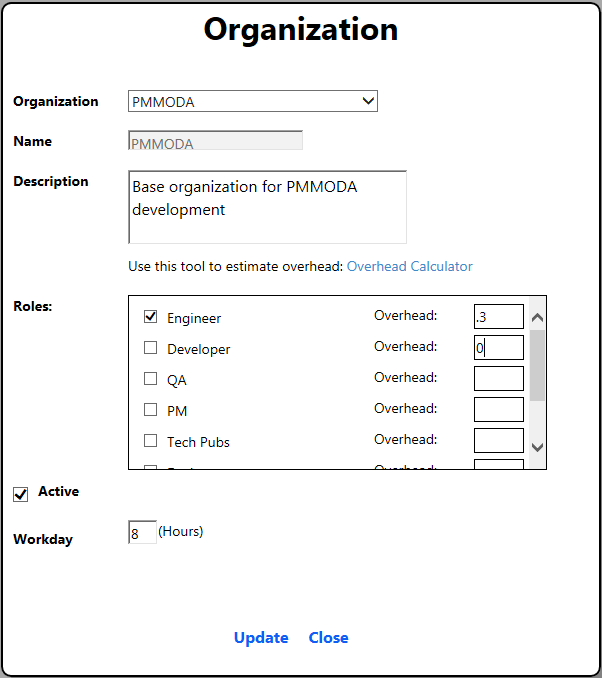 Organization
Organization PMMODA
Name PMMODA
Description Base organization for PMMODA
development
Use this tool to estimate overhead: Overhead Calculator
Roles:
Engineer Overhead: .3
Developer Overhead: 0
QA Overhead:
PM Overhead:
Tech Pubs Overhead:
Overhead:
Active
Workday 8 (Hours)
Update Close